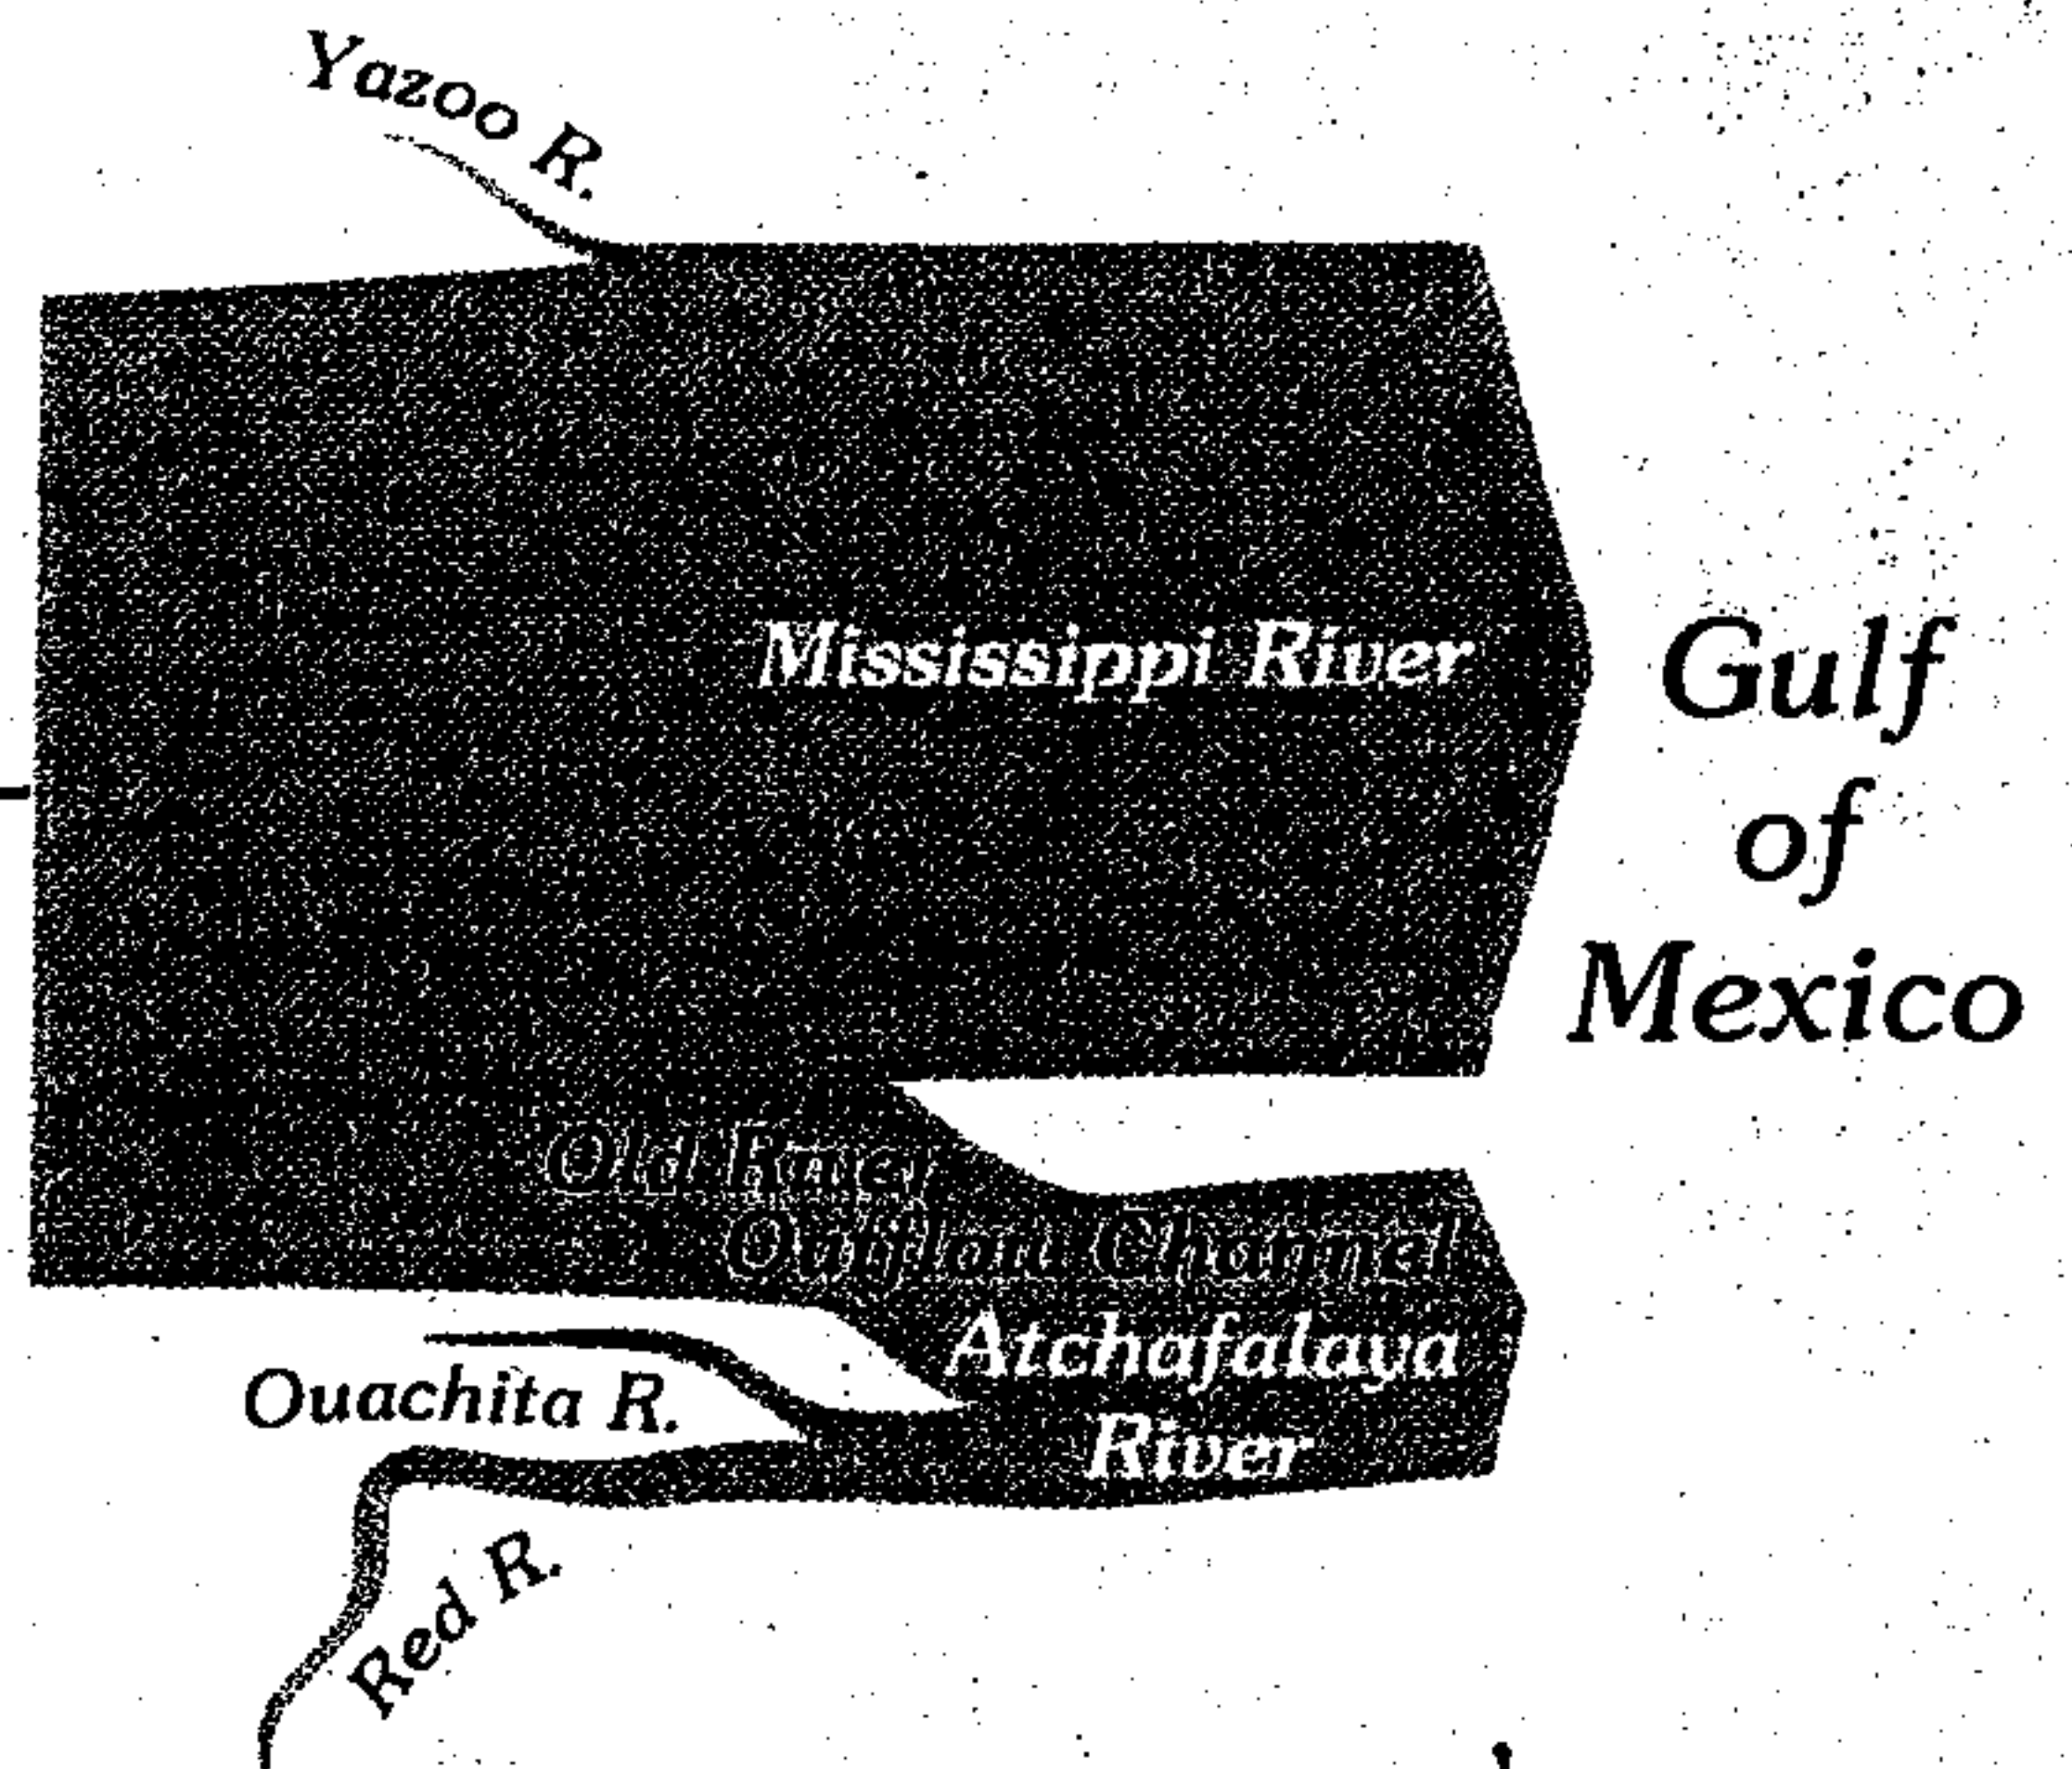 Yazoo R.
Mississippi River
Gulf
of
Mexico
Old River
Outflow Channel
Atchafalaya
River
Ouachita R.
Red R.